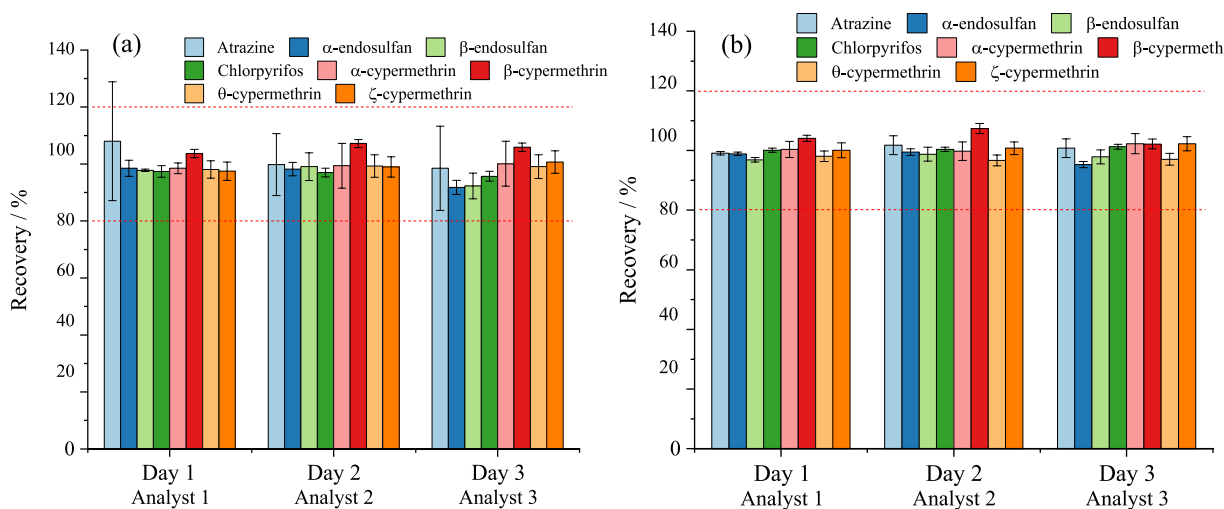 (a)
Atrazine α-endosulfan β-endosulfan
Chlorpyrifos α-cypermethrin β-cypermethrin
θ-cypermethrin ζ-cypermethrin
Recovery / %
140
120
100
80
60
40
20
0
Day 1 Day 2 Day 3
Analyst 1 Analyst 2 Analyst 3
(b)
Atrazine α-endosulfan β-endosulfan
Chlorpyrifos α-cypermethrin β-cypermeth
θ-cypermethrin ζ-cypermethrin
Recovery / %
140
120
100
80
60
40
20
0
Day 1 Day 2 Day 3
Analyst 1 Analyst 2 Analyst 3